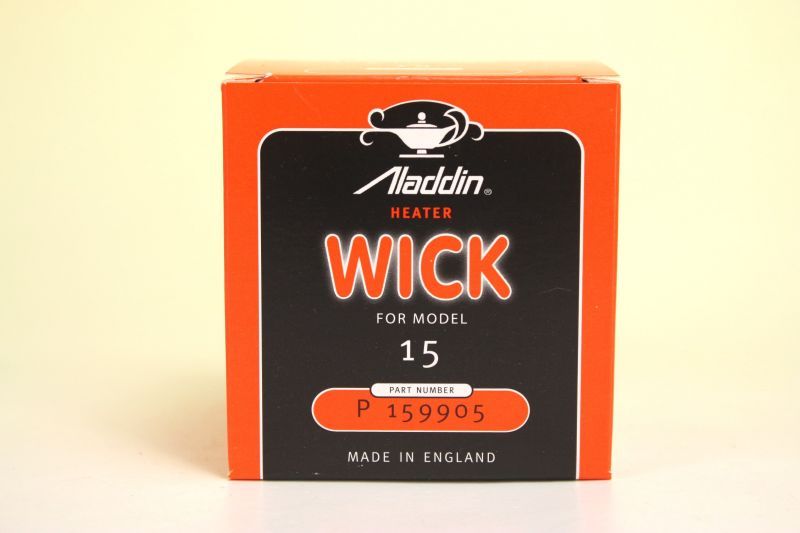 Aladdin®
HEATER
WICK
FOR MODEL
15
PART NUMBER
P 159905
MADE IN ENGLAND